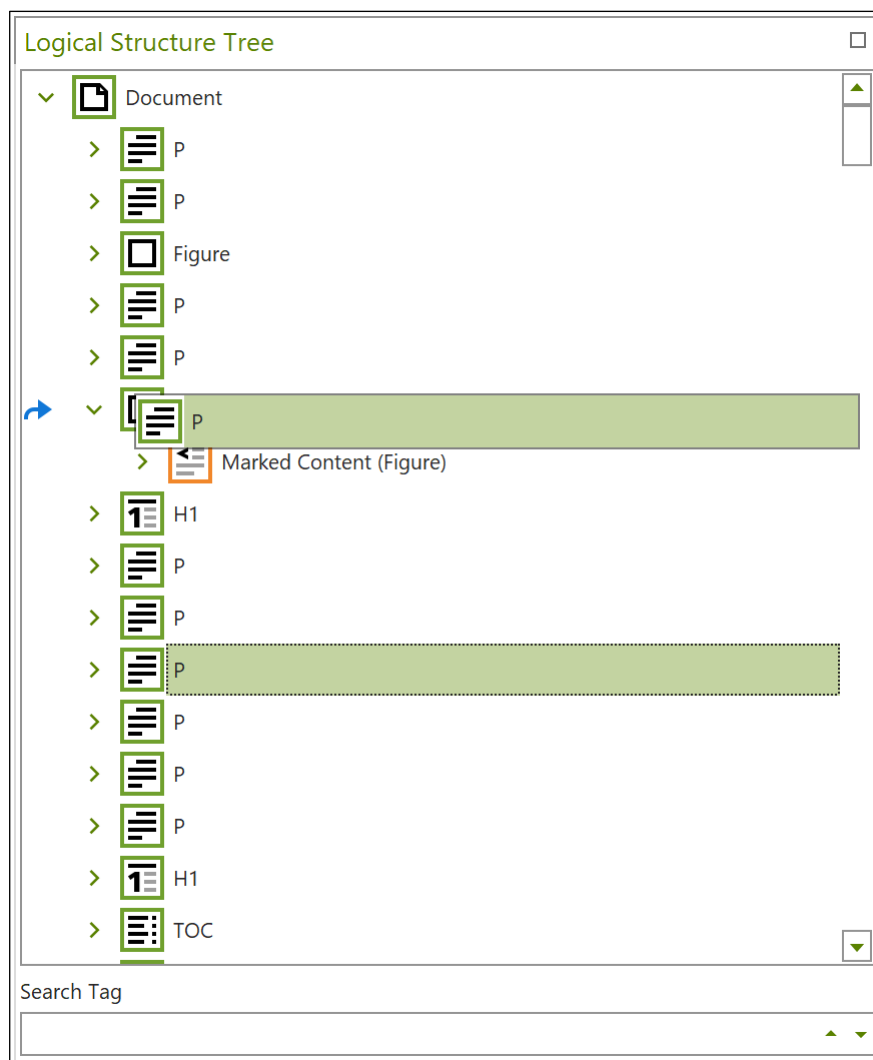 Logical Structure Tree
Document
P
P
Figure
P
P
P
Marked Content (Figure)
H1
P
P
P
P
P
P
H1
TOC
Search Tag